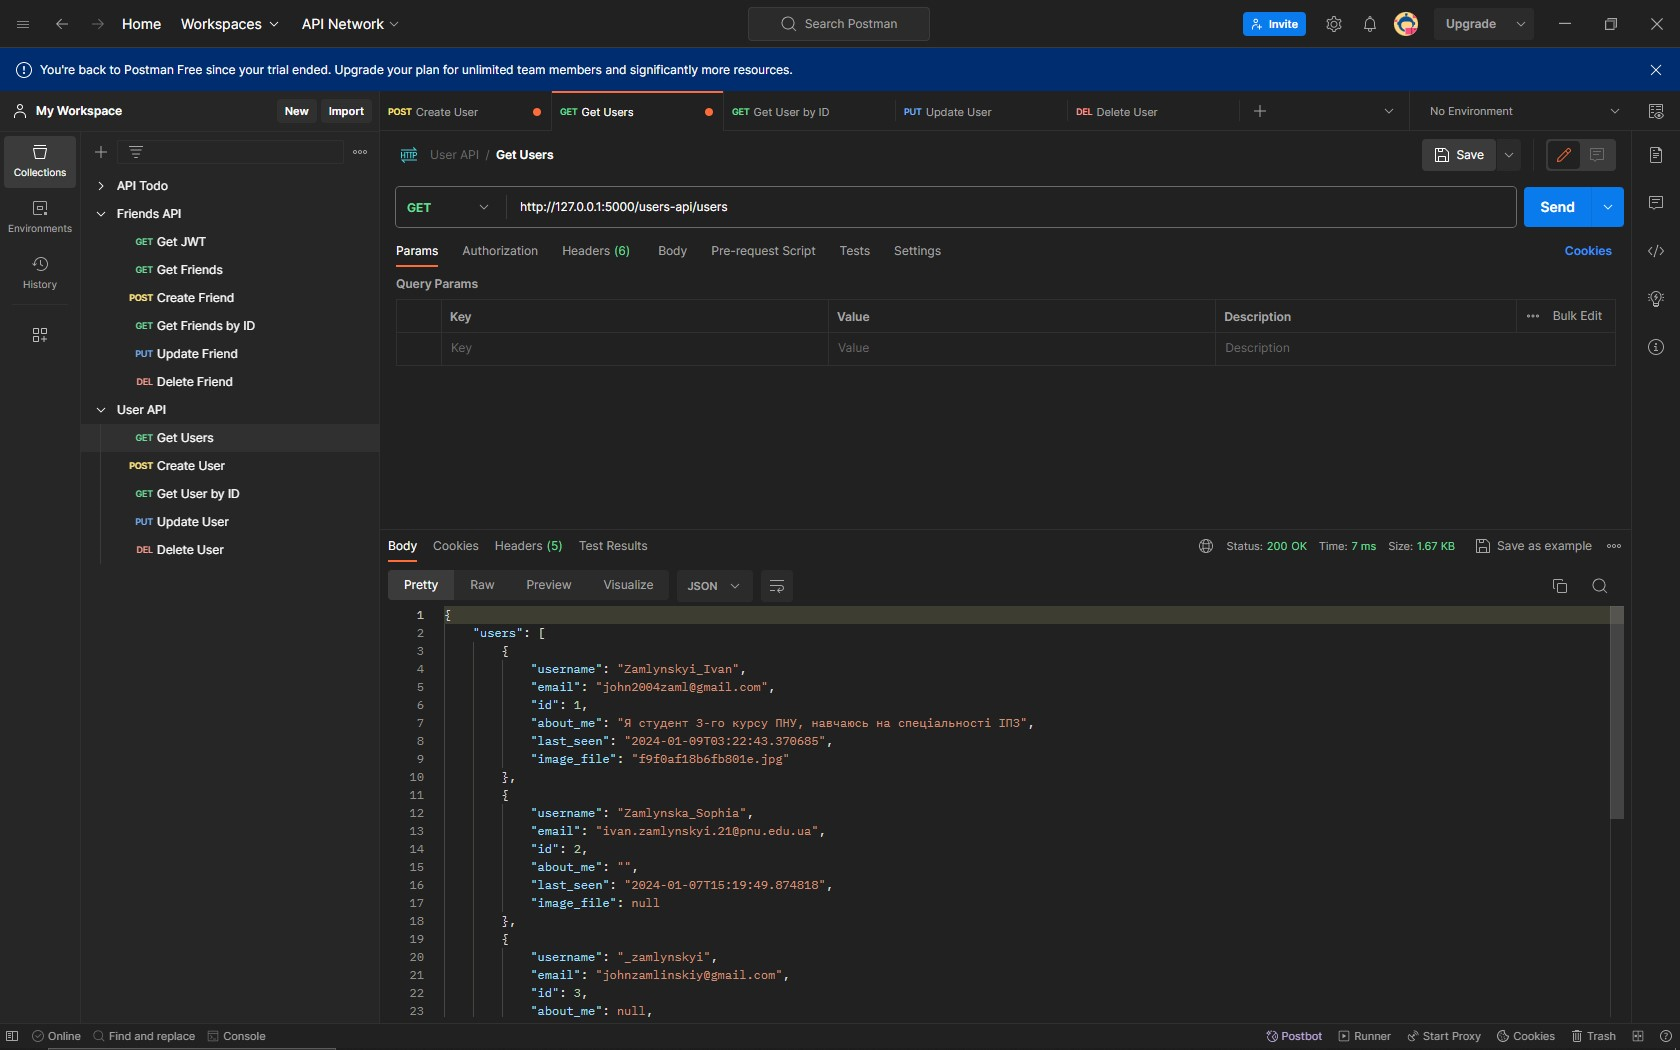 Home Workspaces API Network Search Postman Invite Upgrade
You're back to Postman Free since your trial ended. Upgrade your plan for unlimited team members and significantly more resources.
My Workspace New Import
POST Create User GET Get Users GET Get User by ID PUT Update User DEL Delete User No Environment
Collections
Environments
History
API Todo
Friends API
GET Get JWT
GET Get Friends
POST Create Friend
GET Get Friends by ID
PUT Update Friend
DEL Delete Friend
User API
GET Get Users
POST Create User
GET Get User by ID
PUT Update User
DEL Delete User
HTTP User API / Get Users Save
GET http://127.0.0.1:5000/users-api/users Send
Params Authorization Headers (6) Body Pre-request Script Tests Settings Cookies
Query Params
Key Value Description Bulk Edit
Key Value Description
Body Cookies Headers (5) Test Results Status: 200 OK Time: 7 ms Size: 1.67 KB Save as example
Pretty Raw Preview Visualize JSON
1 {
2 "users": [
3 {
4 "username": "Zamlynskyi_Ivan",
5 "email": "john2004zaml@gmail.com",
6 "id": 1,
7 "about_me": "Я студент 3-го курсу ПНУ, навчаюсь на спеціальності ІПЗ",
8 "last_seen": "2024-01-09T03:22:43.370685",
9 "image_file": "f9f0af18b6fb801e.jpg"
10 },
11 {
12 "username": "Zamlynska_Sophia",
13 "email": "ivan.zamlynskyi.21@pnu.edu.ua",
14 "id": 2,
15 "about_me": "",
16 "last_seen": "2024-01-07T15:19:49.874818",
17 "image_file": null
18 },
19 {
20 "username": "_zamlynskyi",
21 "email": "johnzamlinskiy@gmail.com",
22 "id": 3,
23 "about_me": null,
Online Find and replace Console Postbot Runner Start Proxy Cookies Trash